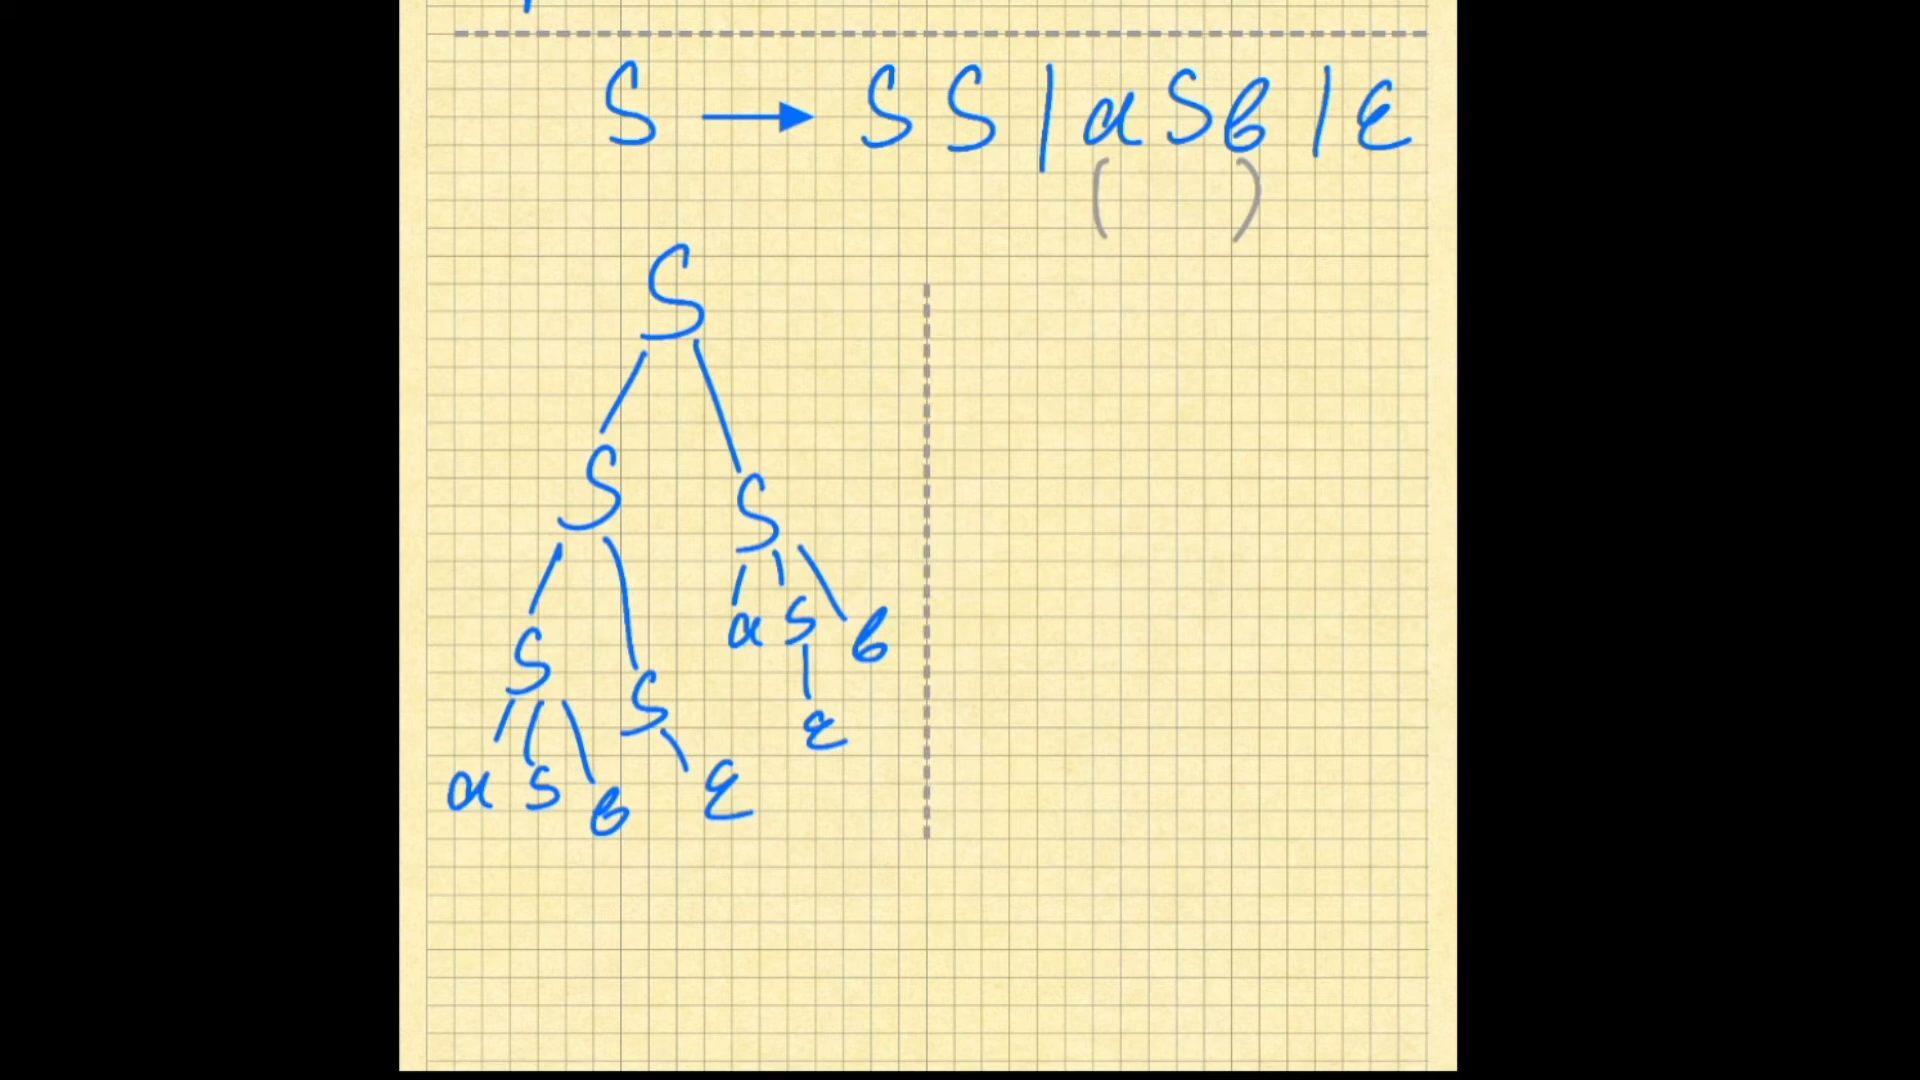 S → SS | aSb | ε
( )
S
S S
a S b
S S ε
a S b ε